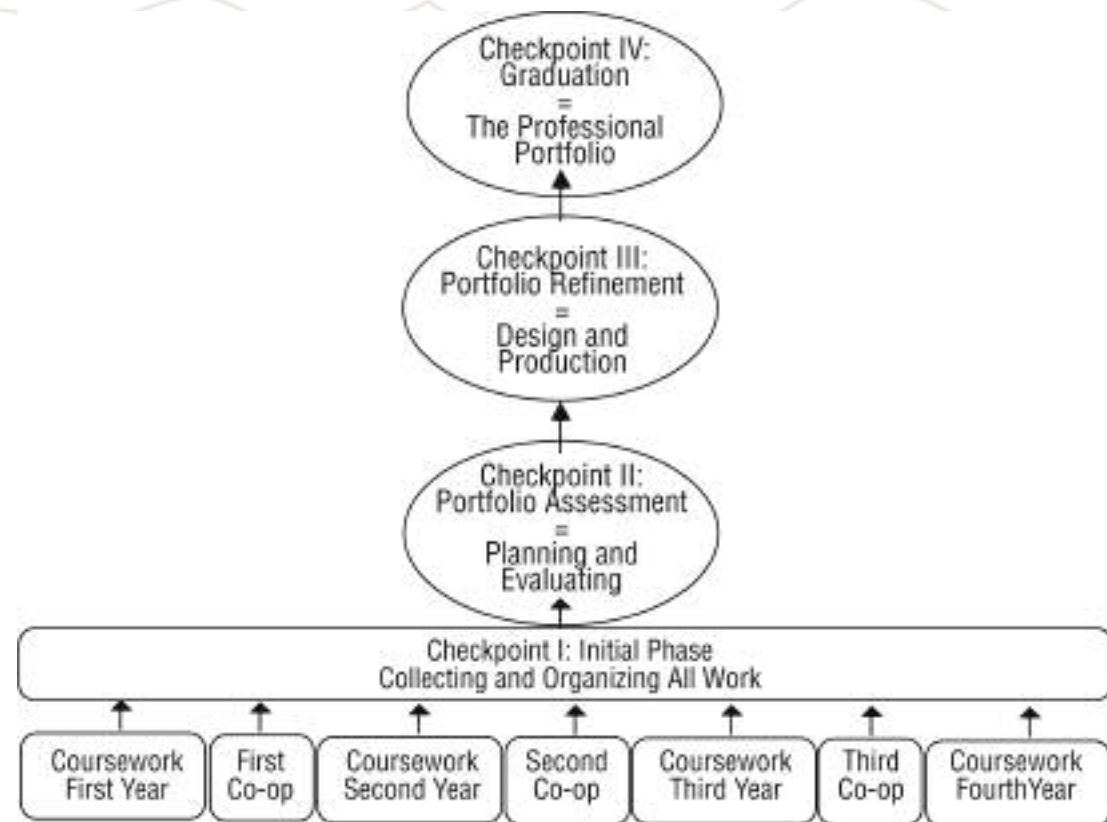 Checkpoint IV:
Graduation
=
The Professional
Portfolio
Checkpoint III:
Portfolio Refinement
=
Design and
Production
Checkpoint II:
Portfolio Assessment
=
Planning and
Evaluating
Checkpoint I: Initial Phase
Collecting and Organizing All Work
Coursework
First Year
First
Co-op
Coursework
Second Year
Second
Co-op
Coursework
Third Year
Third
Co-op
Coursework
FourthYear